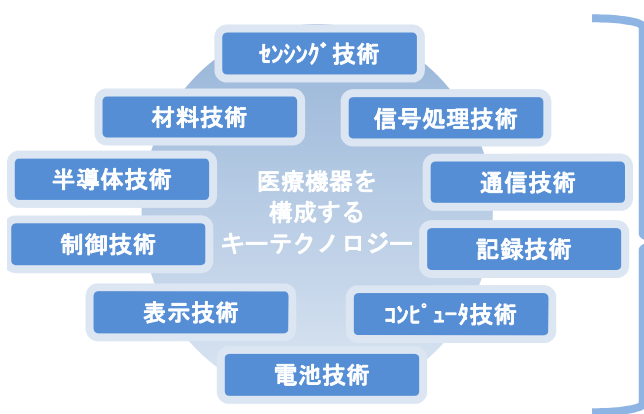 ｾﾝｼﾝｸﾞ技術
材料技術
信号処理技術
半導体技術
医療機器を
構成する
キーテクノロジー
通信技術
制御技術
記録技術
表示技術
ｺﾝﾋﾟｭｰﾀ技術
電池技術